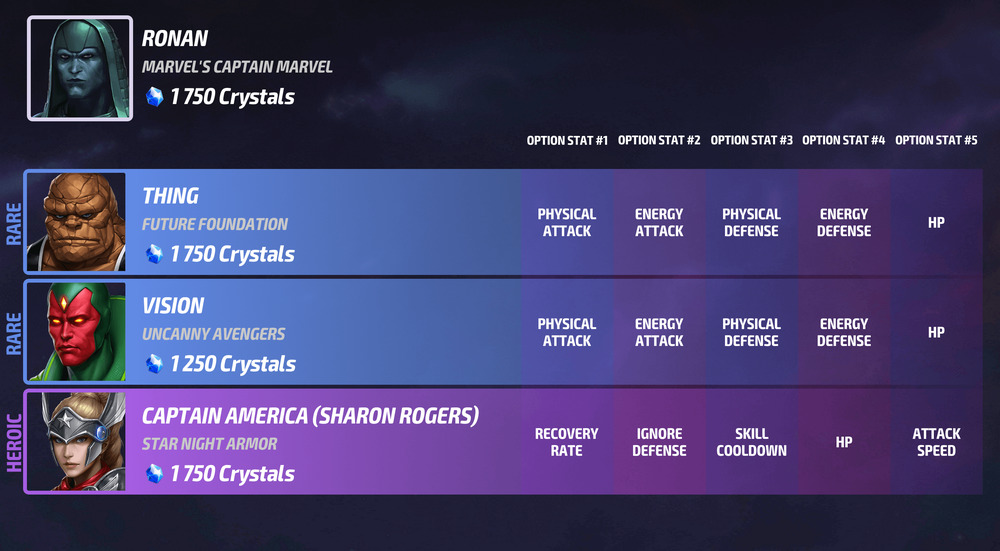 RONAN
MARVEL'S CAPTAIN MARVEL
1 750 Crystals
OPTION STAT #1 OPTION STAT #2 OPTION STAT #3 OPTION STAT #4 OPTION STAT #5
RARE
THING
FUTURE FOUNDATION
1 750 Crystals
PHYSICAL
ATTACK
ENERGY
ATTACK
PHYSICAL
DEFENSE
ENERGY
DEFENSE
HP
RARE
VISION
UNCANNY AVENGERS
1 250 Crystals
PHYSICAL
ATTACK
ENERGY
ATTACK
PHYSICAL
DEFENSE
ENERGY
DEFENSE
HP
HEROIC
CAPTAIN AMERICA (SHARON ROGERS)
STAR NIGHT ARMOR
1 750 Crystals
RECOVERY
RATE
IGNORE
DEFENSE
SKILL
COOLDOWN
HP
ATTACK
SPEED